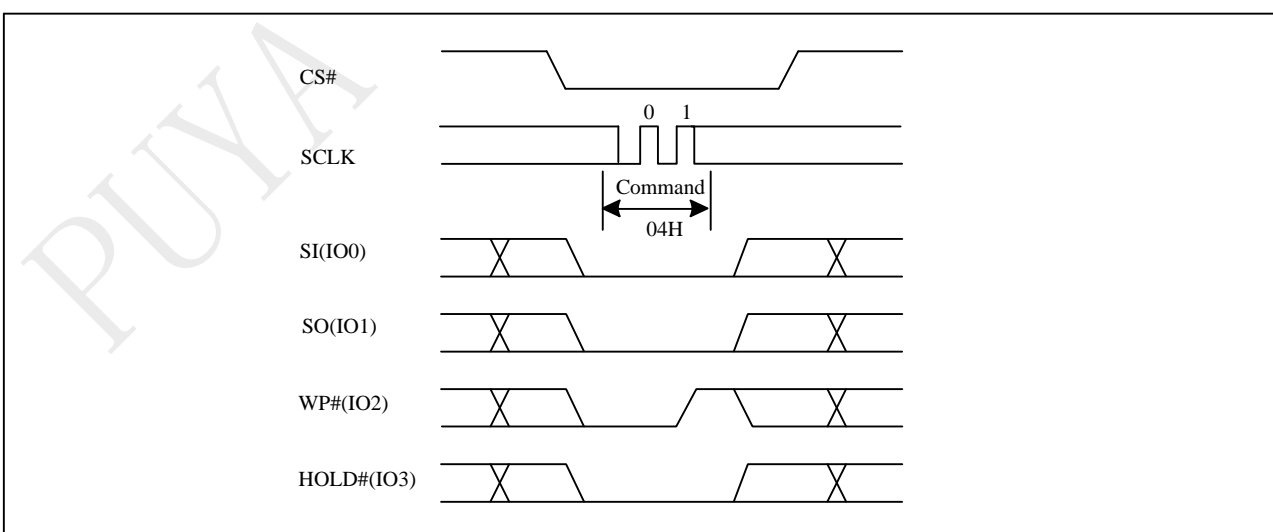 CS#
0 1
SCLK
Command
04H
SI(IO0)
SO(IO1)
WP#(IO2)
HOLD#(IO3)
PUYA